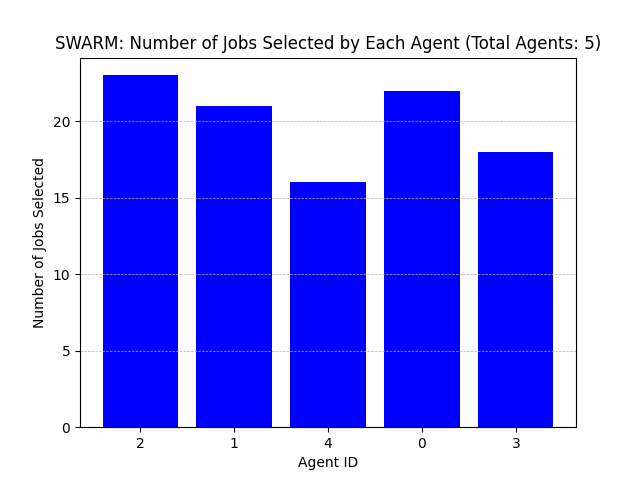 SWARM: Number of Jobs Selected by Each Agent (Total Agents: 5)
Number of Jobs Selected
20
15
10
5
0
2 1 4 0 3
Agent ID